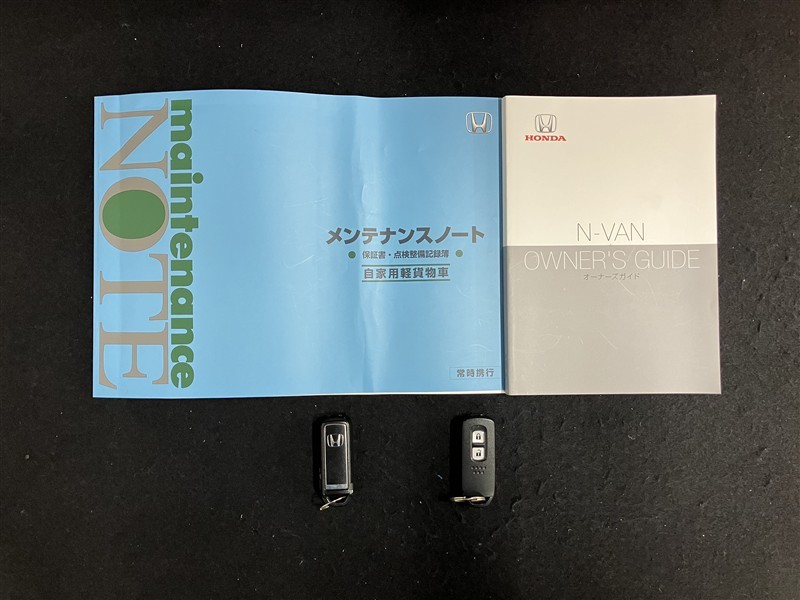 maintenance
NOTE
メンテナンスノート
● 保証書・点検整備記録簿 ●
自家用軽貨物車
常時携行
HONDA
N-VAN
OWNER'S GUIDE
オーナーズガイド